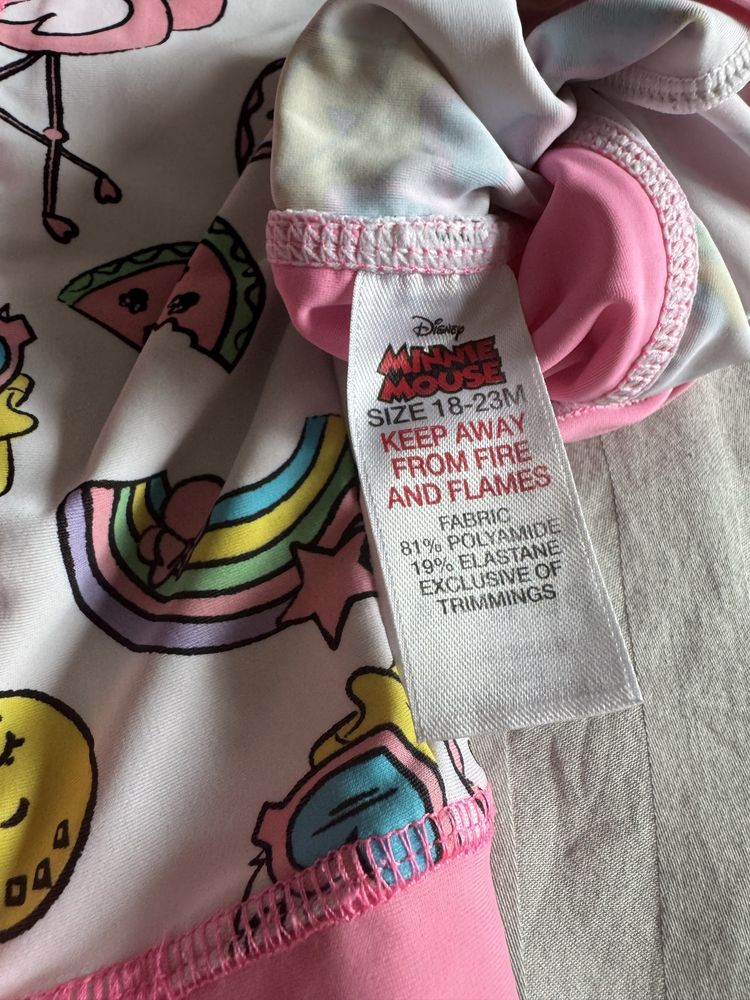 Disney
MINNIE
MOUSE
SIZE 18-23M
KEEP AWAY
FROM FIRE
AND FLAMES
FABRIC
81% POLYAMIDE
19% ELASTANE
EXCLUSIVE OF
TRIMMINGS